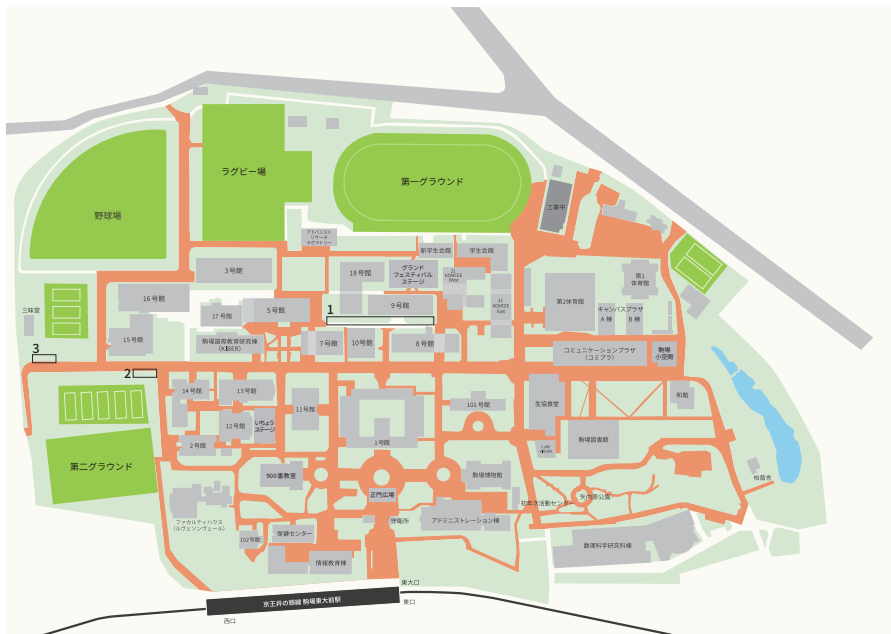 ラグビー場
第一グラウンド
野球場
工事中
アドバンスト
リサーチ
ラボラトリー
新学生会館
学生会館
3号館
18号館
グランド
フェスティバル
ステージ
21
KOMCEE
West
第1
体育館
16号館
三昧堂
17号館
5号館
1
9号館
21
KOMCEE
East
第2体育館
キャンパスプラザ
A 棟
B 棟
15号館
駒場国際教育研究棟
(KIBER)
7号館
10号館
8号館
3
2
コミュニケーションプラザ
(コミプラ)
駒場
小空間
14号館
13号館
11号館
101号館
生協食堂
和館
12号館
いちょう
ステージ
2号館
1号館
駒場図書館
900番教室
駒場博物館
正門広場
初年次活動センター
矢内原公園
柏蔭舎
第二グラウンド
ファカルティハウス
(ルヴェソンヴェール)
102号館
保健センター
守衛所
アドミニストレーション棟
情報教育棟
数理科学研究科棟
東大口
京王井の頭線 駒場東大前駅
東口
西口